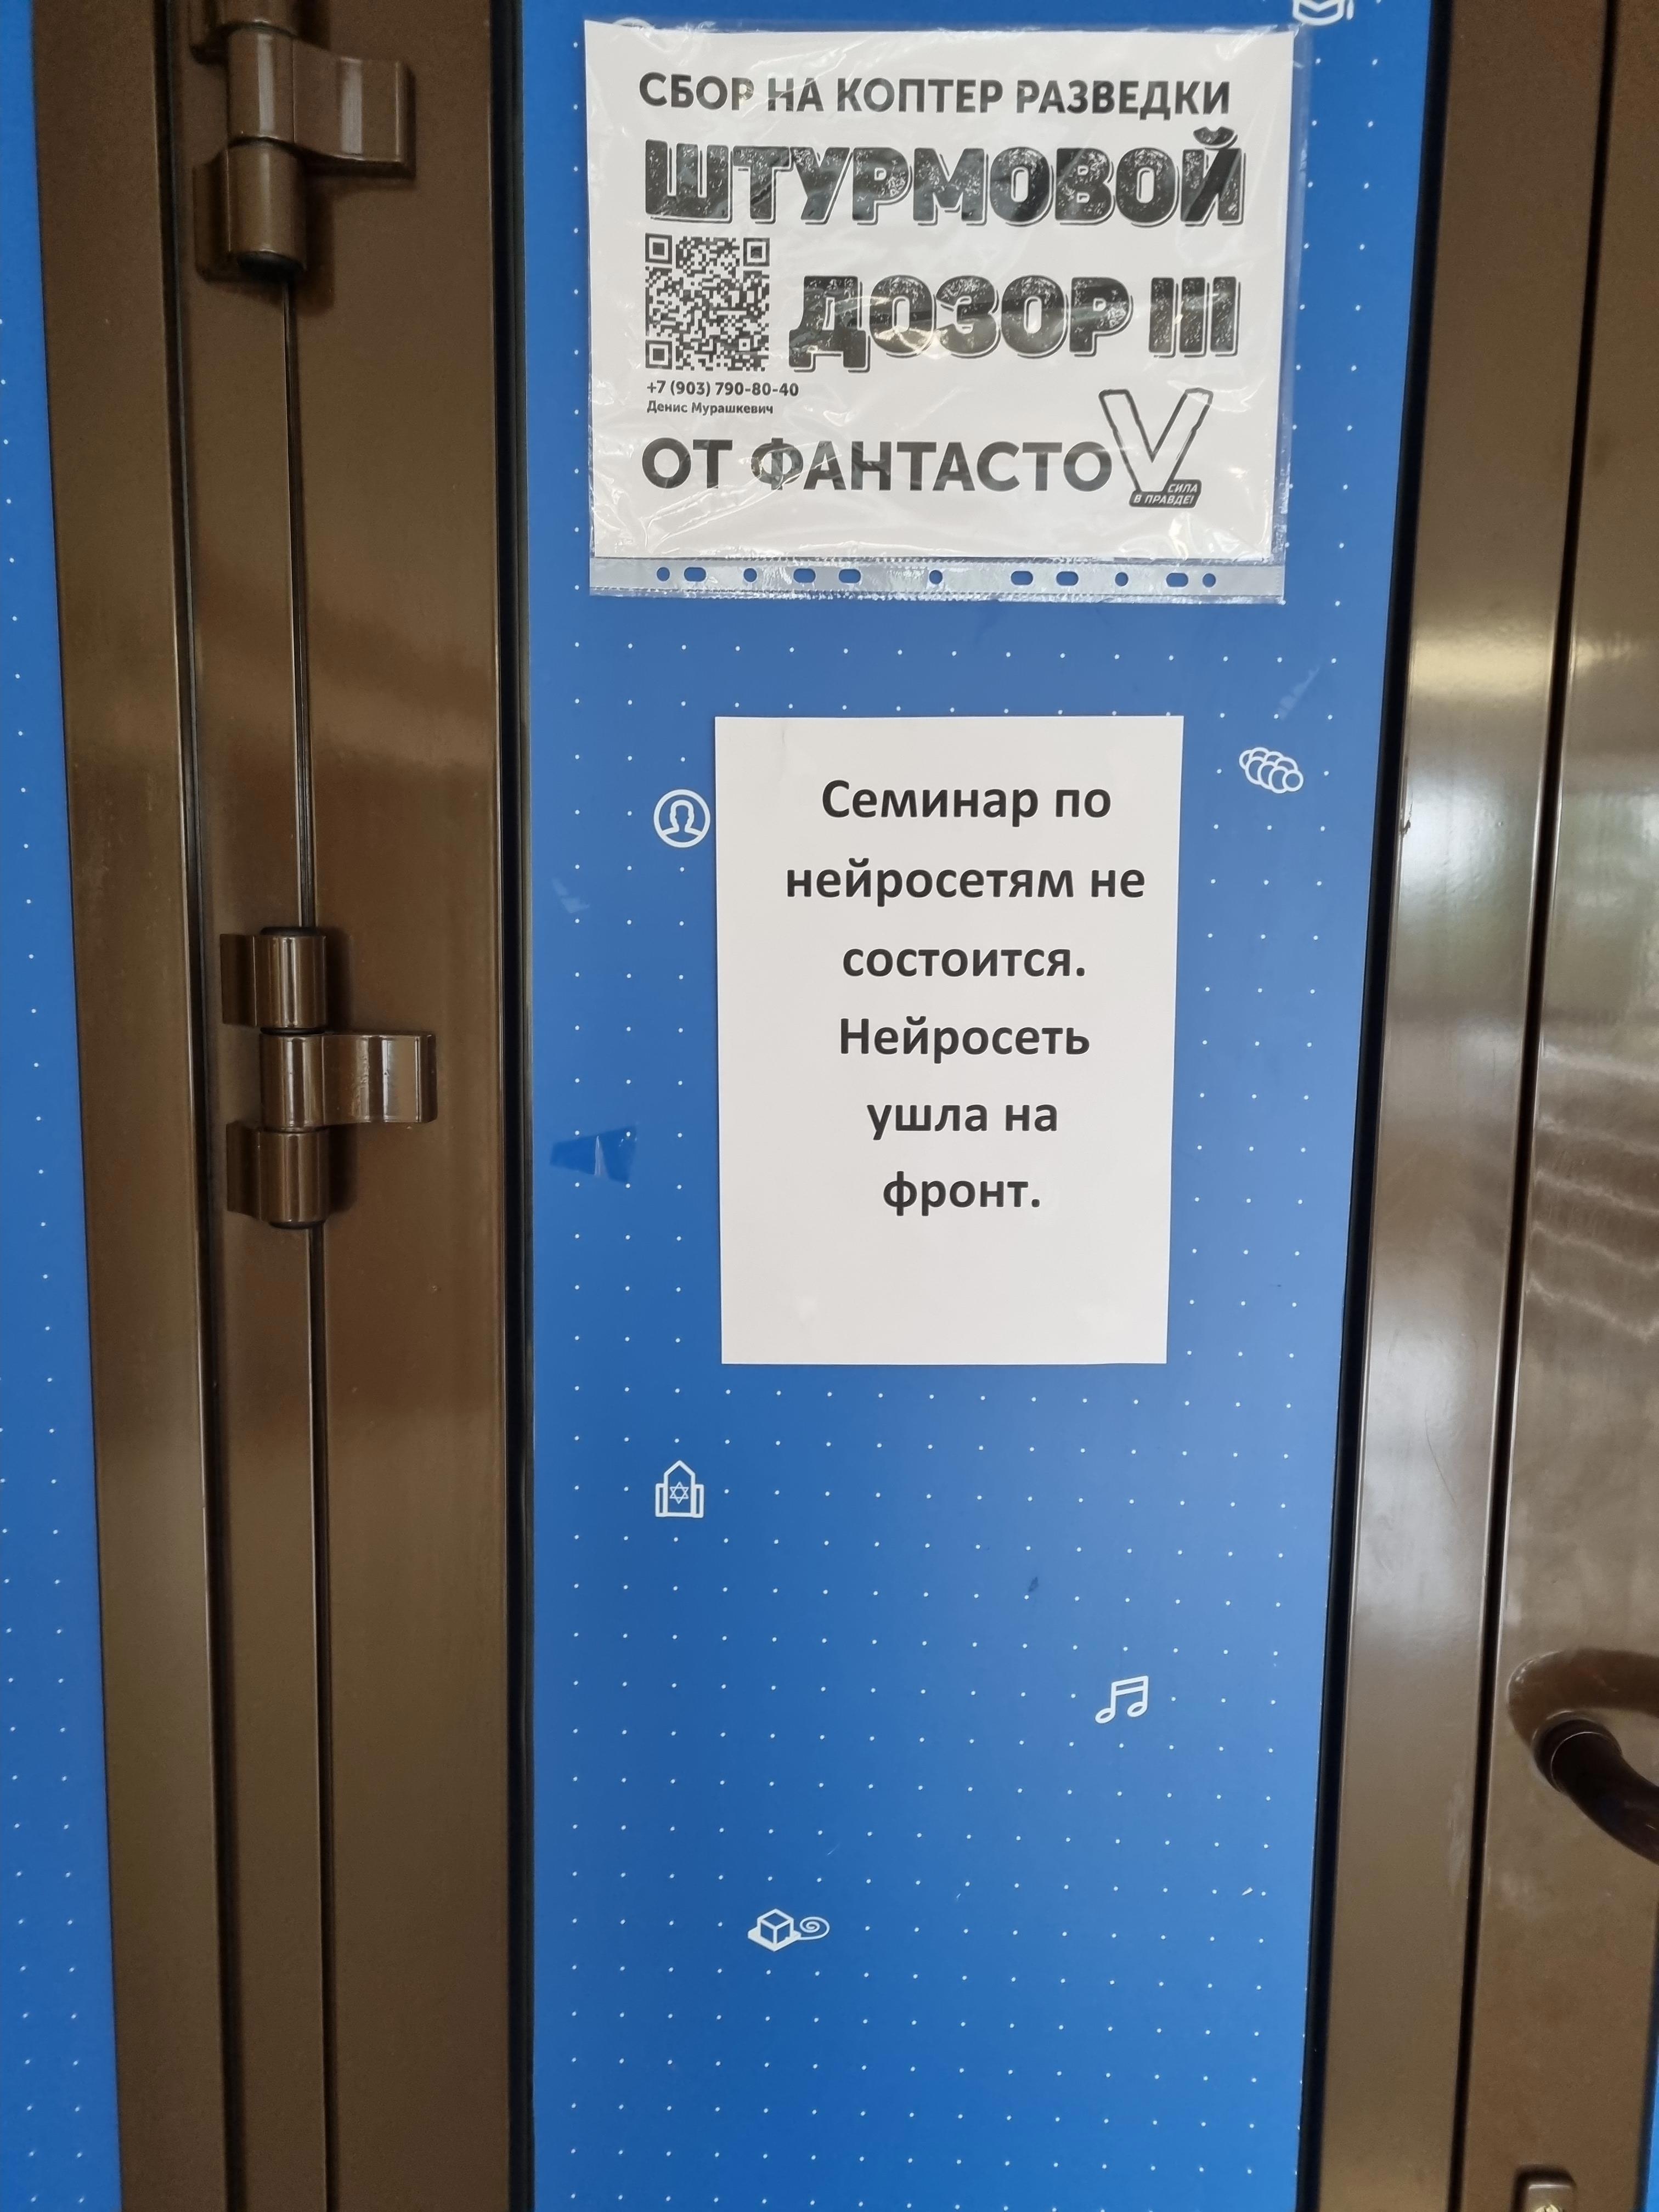 СБОР НА КОПТЕР РАЗВЕДКИ
ШТУРМОВОЙ
ДОЗОР III
+7 (903) 790-80-40
Денис Мурашкевич
ОТ ФАНТАСТОV
СИЛА
В ПРАВДЕ!
Семинар по
нейросетям не
состоится.
Нейросеть
ушла на
фронт.